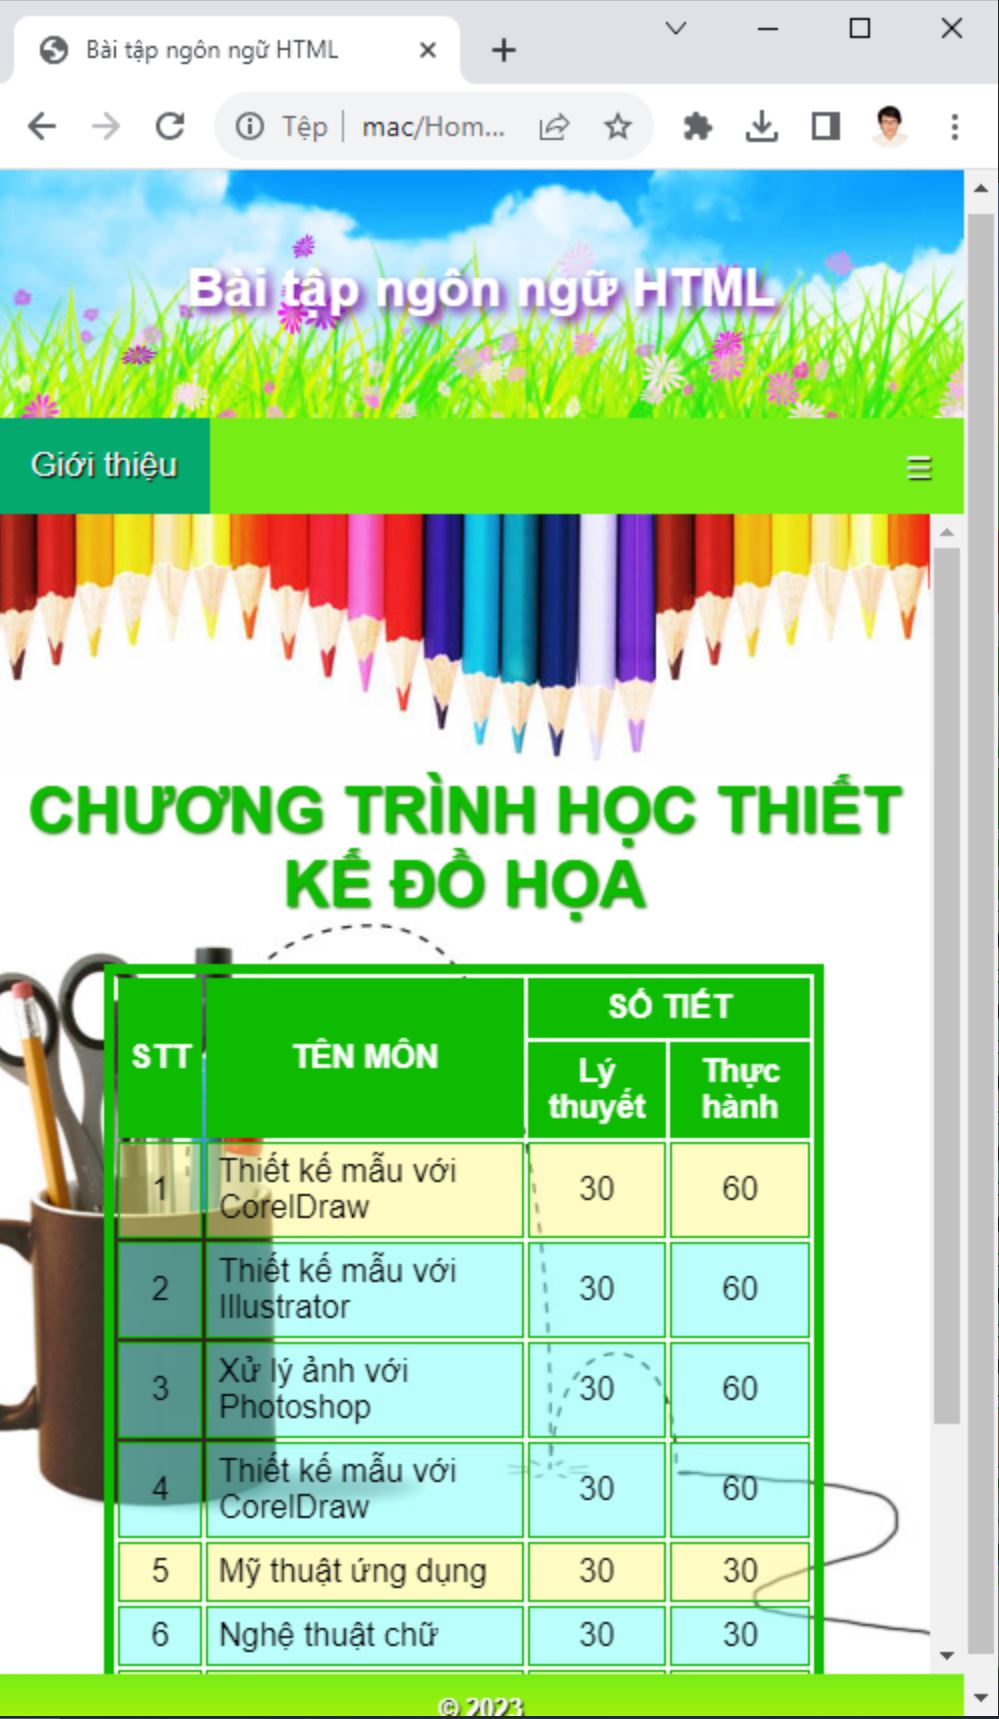 Bài tập ngôn ngữ HTML
Tệp mac/Hom...
Bài tập ngôn ngữ HTML
Giới thiệu
CHƯƠNG TRÌNH HỌC THIẾT
KẾ ĐỒ HỌA
STT TÊN MÔN SỐ TIẾT
Lý thuyết Thực hành
1 Thiết kế mẫu với CorelDraw 30 60
2 Thiết kế mẫu với Illustrator 30 60
3 Xử lý ảnh với Photoshop 30 60
4 Thiết kế mẫu với CorelDraw 30 60
5 Mỹ thuật ứng dụng 30 30
6 Nghệ thuật chữ 30 30
© 2023